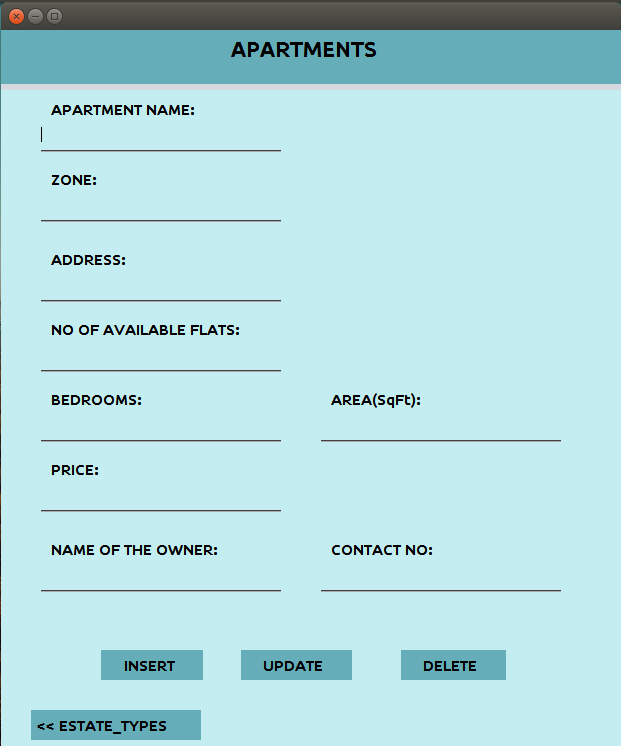 APARTMENTS
APARTMENT NAME:
ZONE:
ADDRESS:
NO OF AVAILABLE FLATS:
BEDROOMS: AREA(SqFt):
PRICE:
NAME OF THE OWNER: CONTACT NO:
INSERT UPDATE DELETE
<< ESTATE_TYPES